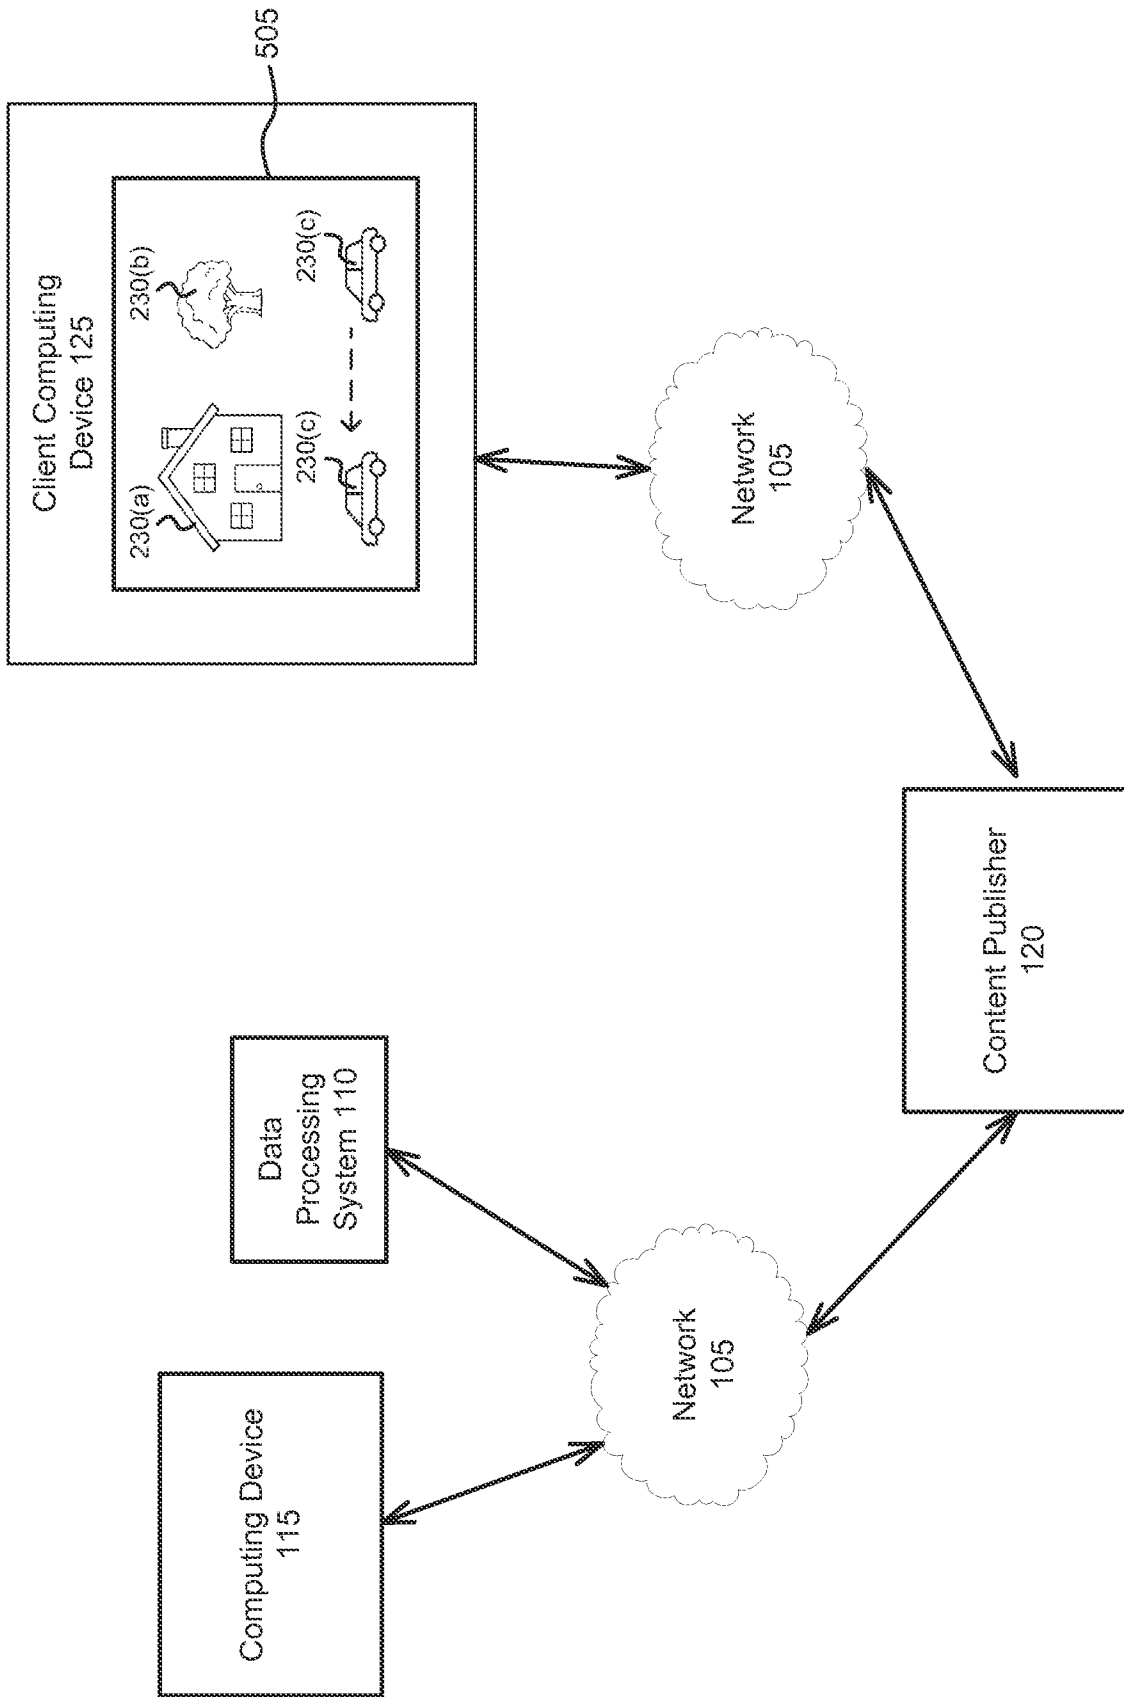 Computing Device
115
Data
Processing
System 110
Network
105
Content Publisher
120
Network
105
Client Computing
Device 125
230(a)
230(b)
230(c)
230(c)
505